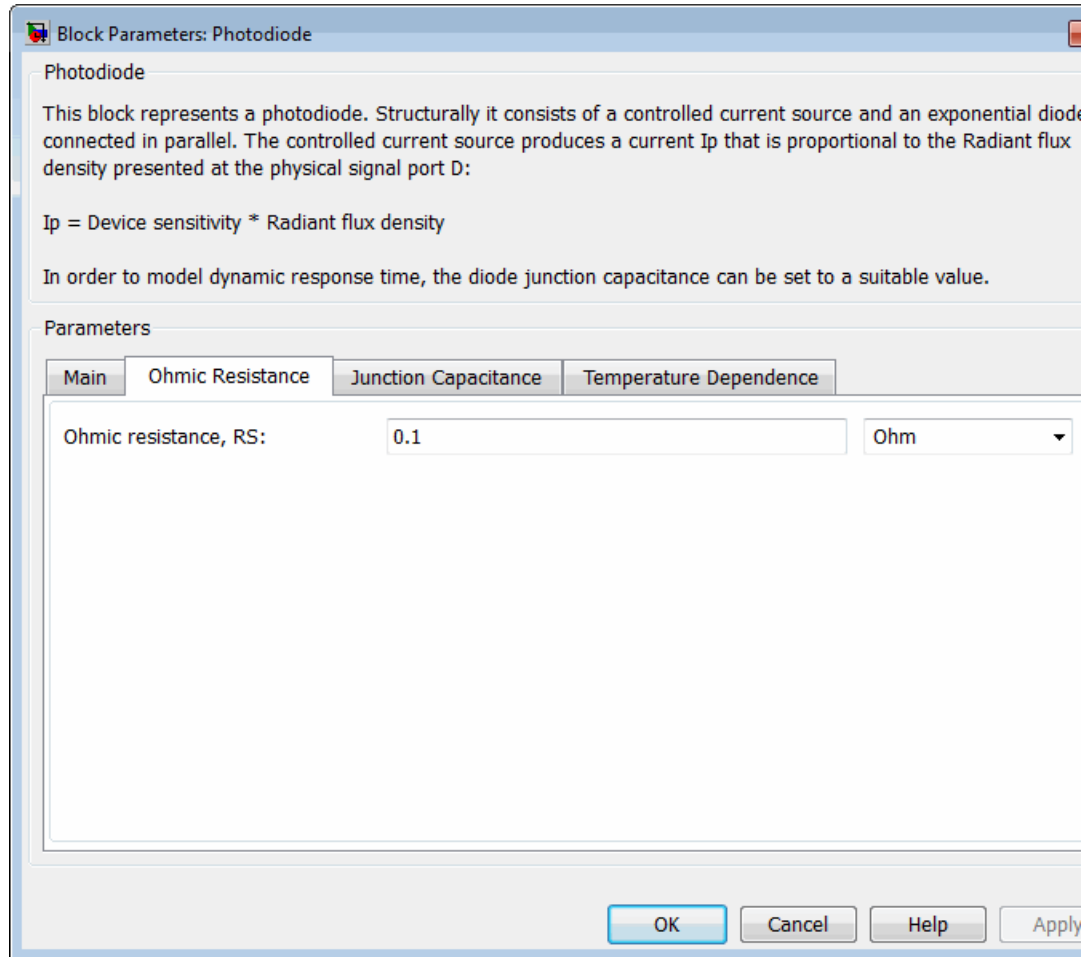 Block Parameters: Photodiode
Photodiode
This block represents a photodiode. Structurally it consists of a controlled current source and an exponential diode
connected in parallel. The controlled current source produces a current Ip that is proportional to the Radiant flux
density presented at the physical signal port D:
Ip = Device sensitivity * Radiant flux density
In order to model dynamic response time, the diode junction capacitance can be set to a suitable value.
Parameters
Main Ohmic Resistance Junction Capacitance Temperature Dependence
Ohmic resistance, RS: 0.1 Ohm
OK Cancel Help Apply